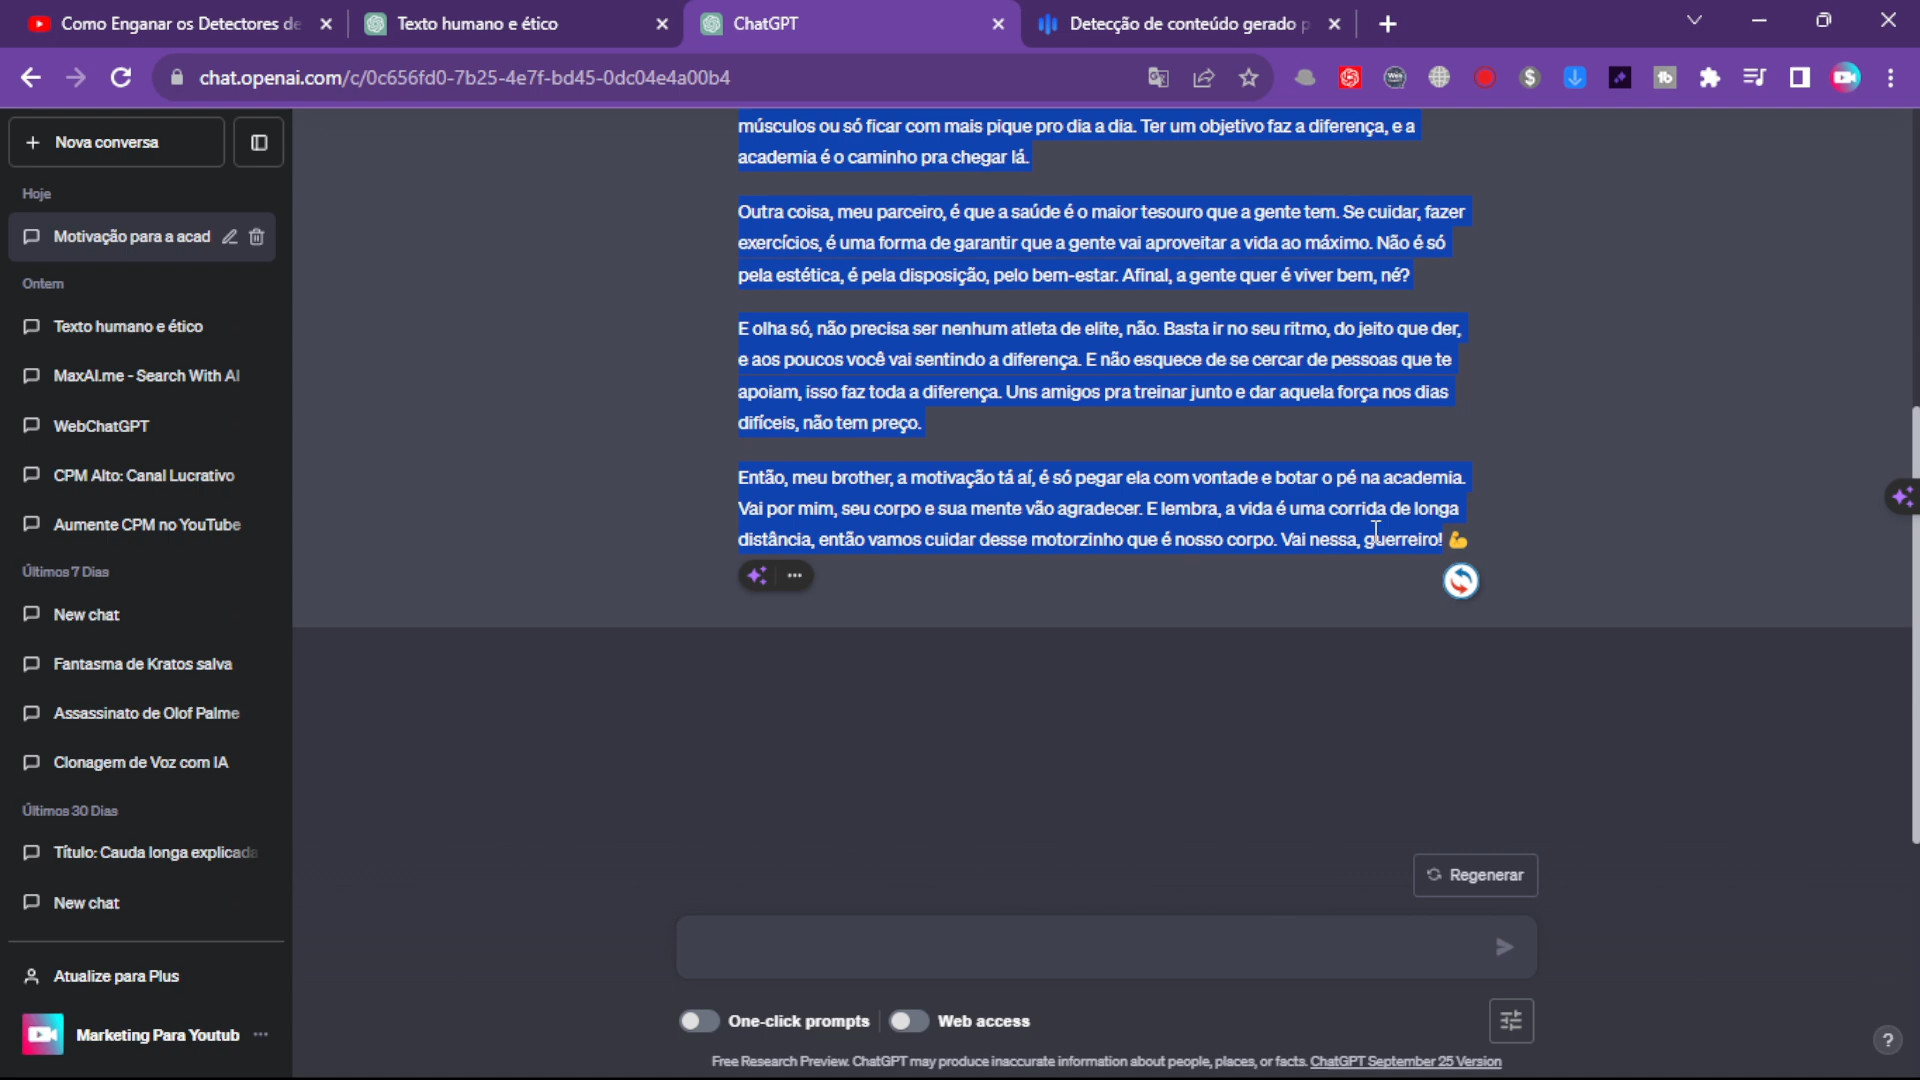 Como Enganar os Detectores de
Texto humano e ético
ChatGPT
Detecção de conteúdo gerado p
chat.openai.com/c/0c656fd0-7b25-4e7f-bd45-0dc04e4a00b4
Nova conversa
Hoje
Motivação para a acad
Ontem
Texto humano e ético
MaxAI.me - Search With AI
WebChatGPT
CPM Alto: Canal Lucrativo
Aumente CPM no YouTube
Últimos 7 Dias
New chat
Fantasma de Kratos salva
Assassinato de Olof Palme
Clonagem de Voz com IA
Últimos 30 Dias
Título: Cauda longa explicada
New chat
Atualize para Plus
Marketing Para Youtub
músculos ou só ficar com mais pique pro dia a dia. Ter um objetivo faz a diferença, e a
academia é o caminho pra chegar lá.
Outra coisa, meu parceiro, é que a saúde é o maior tesouro que a gente tem. Se cuidar, fazer
exercícios, é uma forma de garantir que a gente vai aproveitar a vida ao máximo. Não é só
pela estética, é pela disposição, pelo bem-estar. Afinal, a gente quer é viver bem, né?
E olha só, não precisa ser nenhum atleta de elite, não. Basta ir no seu ritmo, do jeito que der,
e aos poucos você vai sentindo a diferença. E não esquece de se cercar de pessoas que te
apoiam, isso faz toda a diferença. Uns amigos pra treinar junto e dar aquela força nos dias
difíceis, não tem preço.
Então, meu brother, a motivação tá aí, é só pegar ela com vontade e botar o pé na academia.
Vai por mim, seu corpo e sua mente vão agradecer. E lembra, a vida é uma corrida de longa
distância, então vamos cuidar desse motorzinho que é nosso corpo. Vai nessa, guerreiro! 💪
Regenerar
One-click prompts
Web access
Free Research Preview. ChatGPT may produce inaccurate information about people, places, or facts. ChatGPT September 25 Version